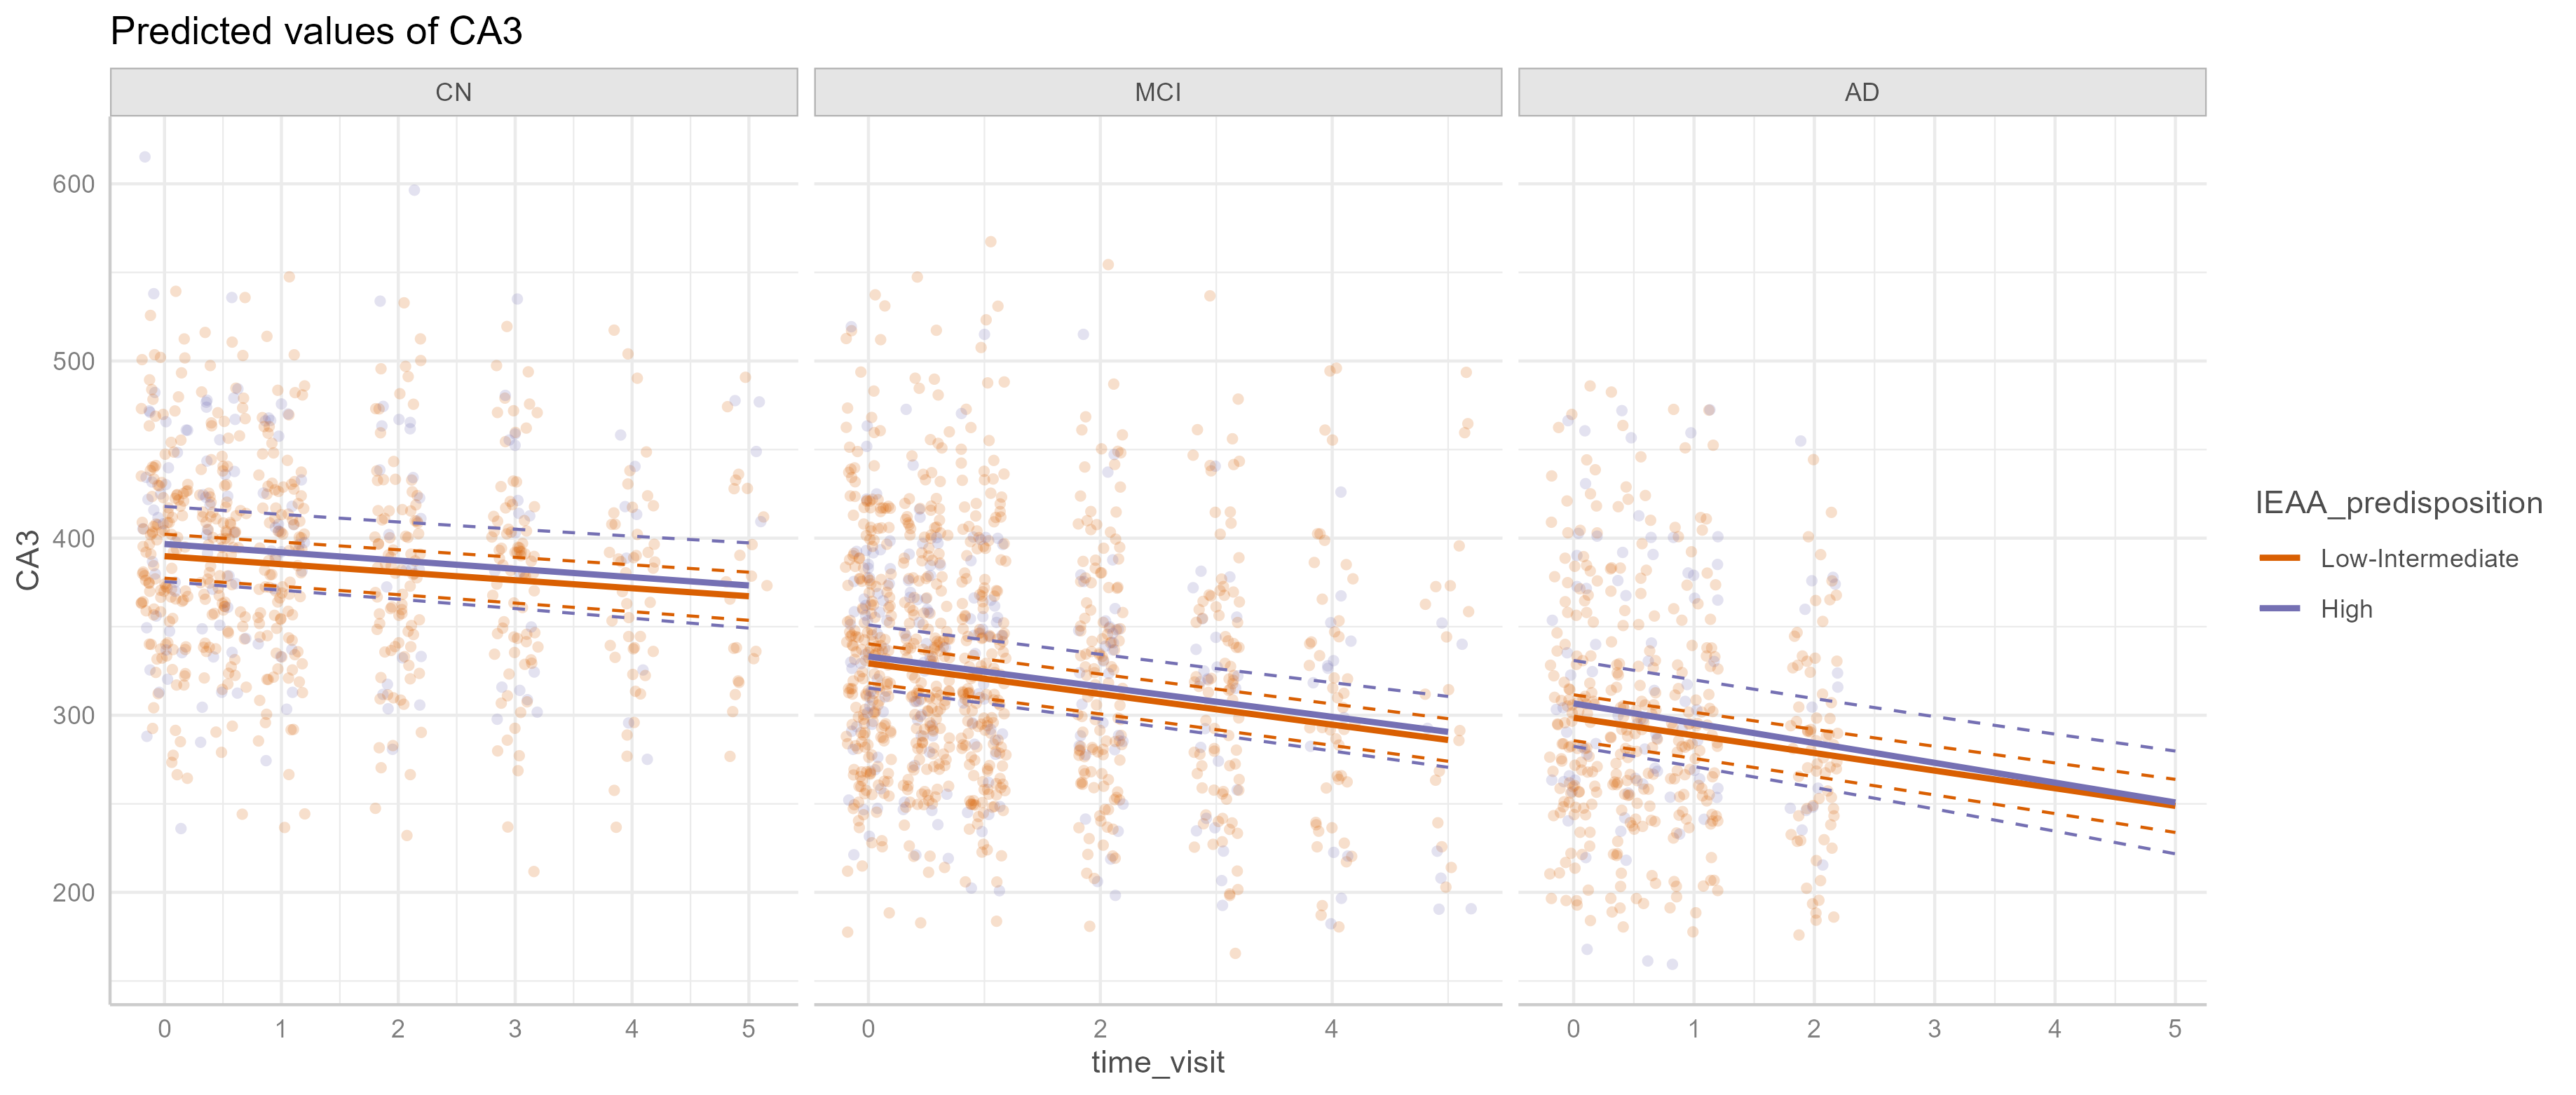 Predicted values of CA3
CN
MCI
AD
600
500
400
300
200
CA3
0 1 2 3 4 5
0 2 4
0 1 2 3 4 5
time_visit
IEAA_predisposition
Low-Intermediate
High